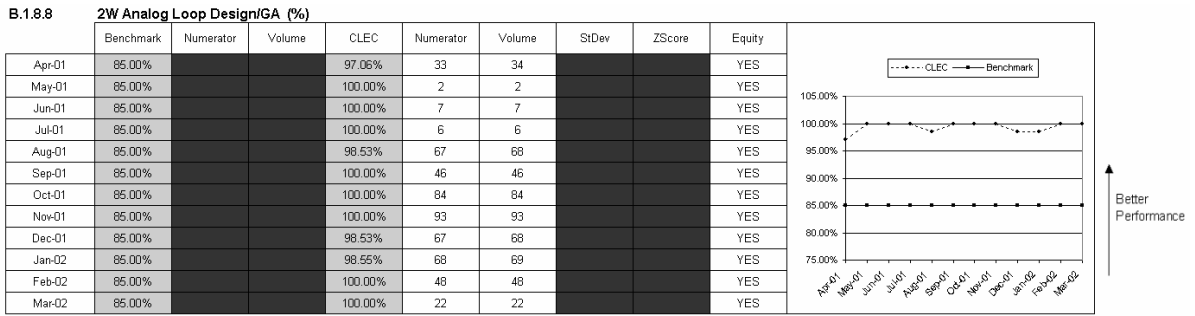 B.1.8.8 2W Analog Loop Design/GA (%)
Benchmark Numerator Volume CLEC Numerator Volume StDev ZScore Equity
Apr-01 85.00% 97.06% 33 34 YES
May-01 85.00% 100.00% 2 2 YES
Jun-01 85.00% 100.00% 7 7 YES
Jul-01 85.00% 100.00% 6 6 YES
Aug-01 85.00% 98.53% 67 68 YES
Sep-01 85.00% 100.00% 46 46 YES
Oct-01 85.00% 100.00% 84 84 YES
Nov-01 85.00% 100.00% 93 93 YES
Dec-01 85.00% 98.53% 67 68 YES
Jan-02 85.00% 98.55% 68 69 YES
Feb-02 85.00% 100.00% 48 48 YES
Mar-02 85.00% 100.00% 22 22 YES
CLEC Benchmark
105.00%
100.00%
95.00%
90.00%
85.00%
80.00%
75.00%
Apr-01 May-01 Jun-01 Jul-01 Aug-01 Sep-01 Oct-01 Nov-01 Dec-01 Jan-02 Feb-02 Mar-02
Better
Performance